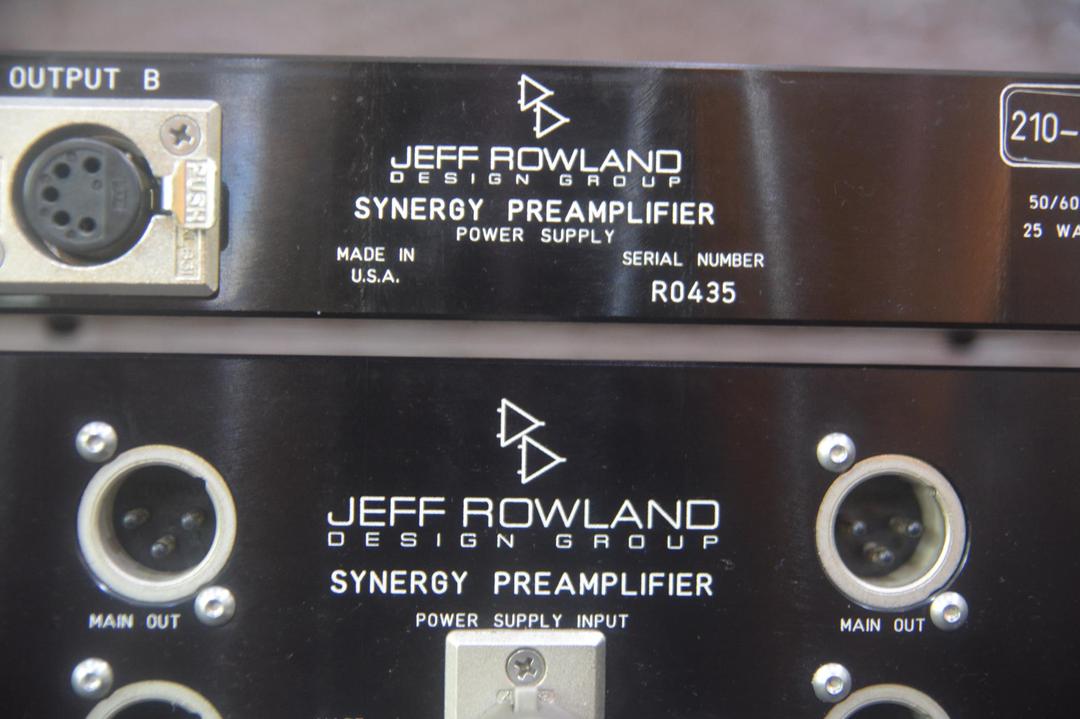 OUTPUT B
PUSH
JEFF ROWLAND
DESIGN GROUP
SYNERGY PREAMPLIFIER
POWER SUPPLY
MADE IN
U.S.A.
SERIAL NUMBER
R0435
210-
50/60
25 WA
JEFF ROWLAND
DESIGN GROUP
SYNERGY PREAMPLIFIER
POWER SUPPLY INPUT
MAIN OUT
MAIN OUT